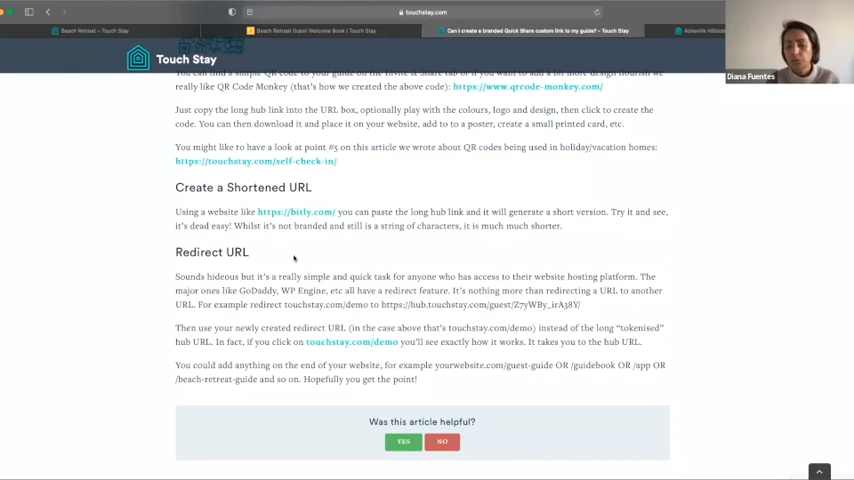 touchstay.com
Beach Retreat – Touch Stay
Beach Retreat Guest Welcome Book | Touch Stay
Can I create a branded Quick Share custom link to my guide? - Touch Stay
Asheville Hillside
Touch Stay
Diana Fuentes
You can find a simple QR code to your guide on the Invite & Share tab or if you want to add a bit more design flourish we
really like QR Code Monkey (that's how we created the above code): https://www.qrcode-monkey.com/
Just copy the long hub link into the URL box, optionally play with the colours, logo and design, then click to create the
code. You can then download it and place it on your website, add to to a poster, create a small printed card, etc.
You might like to have a look at point #5 on this article we wrote about QR codes being used in holiday/vacation homes:
https://touchstay.com/self-check-in/
Create a Shortened URL
Using a website like https://bitly.com/ you can paste the long hub link and it will generate a short version. Try it and see,
it's dead easy! Whilst it's not branded and still is a string of characters, it is much much shorter.
Redirect URL
Sounds hideous but it's a really simple and quick task for anyone who has access to their website hosting platform. The
major ones like GoDaddy, WP Engine, etc all have a redirect feature. It's nothing more than redirecting a URL to another
URL. For example redirect touchstay.com/demo to https://hub.touchstay.com/guest/Z7yWBy_irA38Y/
Then use your newly created redirect URL (in the case above that's touchstay.com/demo) instead of the long “tokenised”
hub URL. In fact, if you click on touchstay.com/demo you'll see exactly how it works. It takes you to the hub URL.
You could add anything on the end of your website, for example yourwebsite.com/guest-guide OR /guidebook OR /app OR
/beach-retreat-guide and so on. Hopefully you get the point!
Was this article helpful?
YES
NO